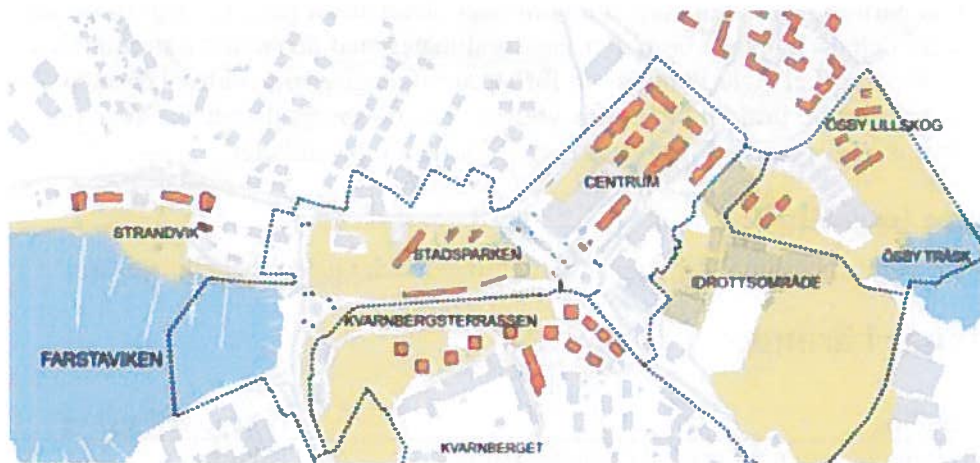 ÖSBY LILLSKOG
CENTRUM
STRANDVIK
STADSPARKEN
ÖSBY TRÄSK
IDROTTSOMRÅDE
KVARNBERGSTERRASSEN
FARSTAVIKEN
KVARNBERGET